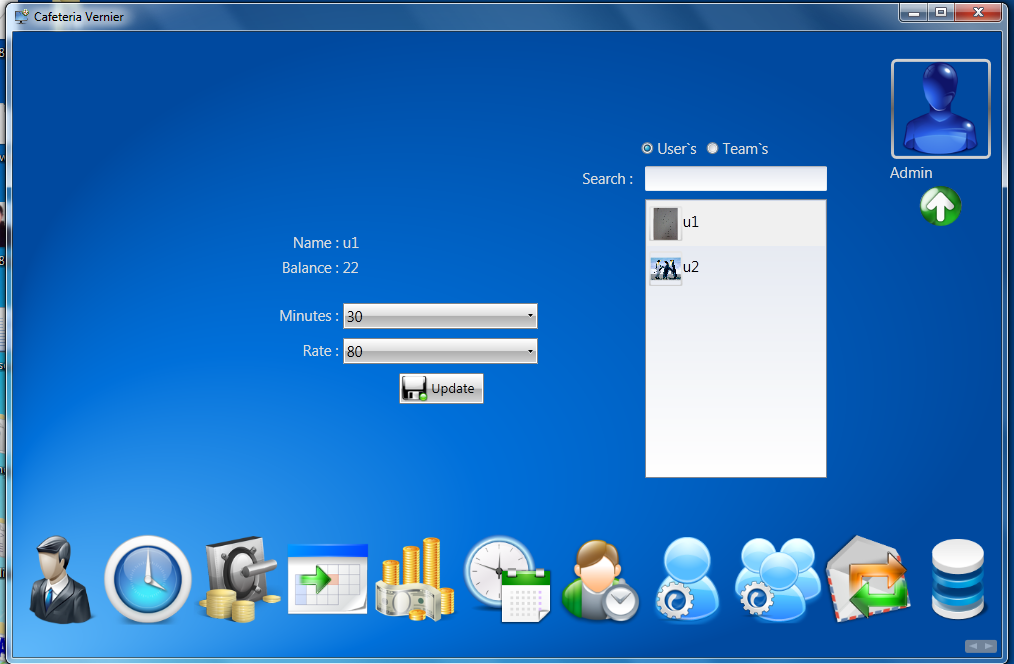 Cafeteria Vernier
User`s Team`s
Search :
Admin
u1
u2
Name : u1
Balance : 22
Minutes : 30
Rate : 80
Update